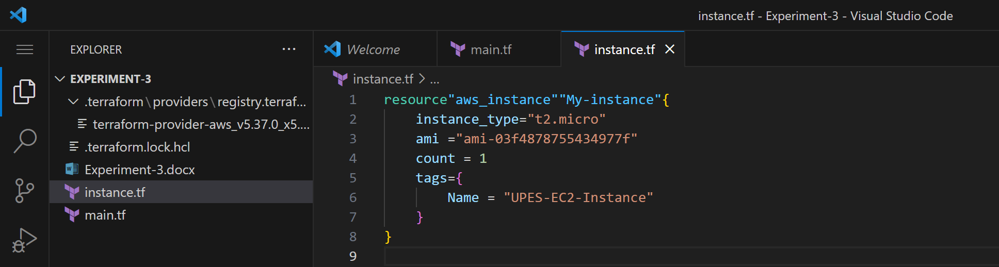 instance.tf - Experiment-3 - Visual Studio Code
EXPLORER ...
Welcome
main.tf
instance.tf
EXPERIMENT-3
.terraform\providers\registry.terraf...
terraform-provider-aws_v5.37.0_x5....
.terraform.lock.hcl
Experiment-3.docx
instance.tf
main.tf
instance.tf > ...
1 resource"aws_instance""My-instance"{
2     instance_type="t2.micro"
3     ami ="ami-03f4878755434977f"
4     count = 1
5     tags={
6         Name = "UPES-EC2-Instance"
7     }
8 }
9